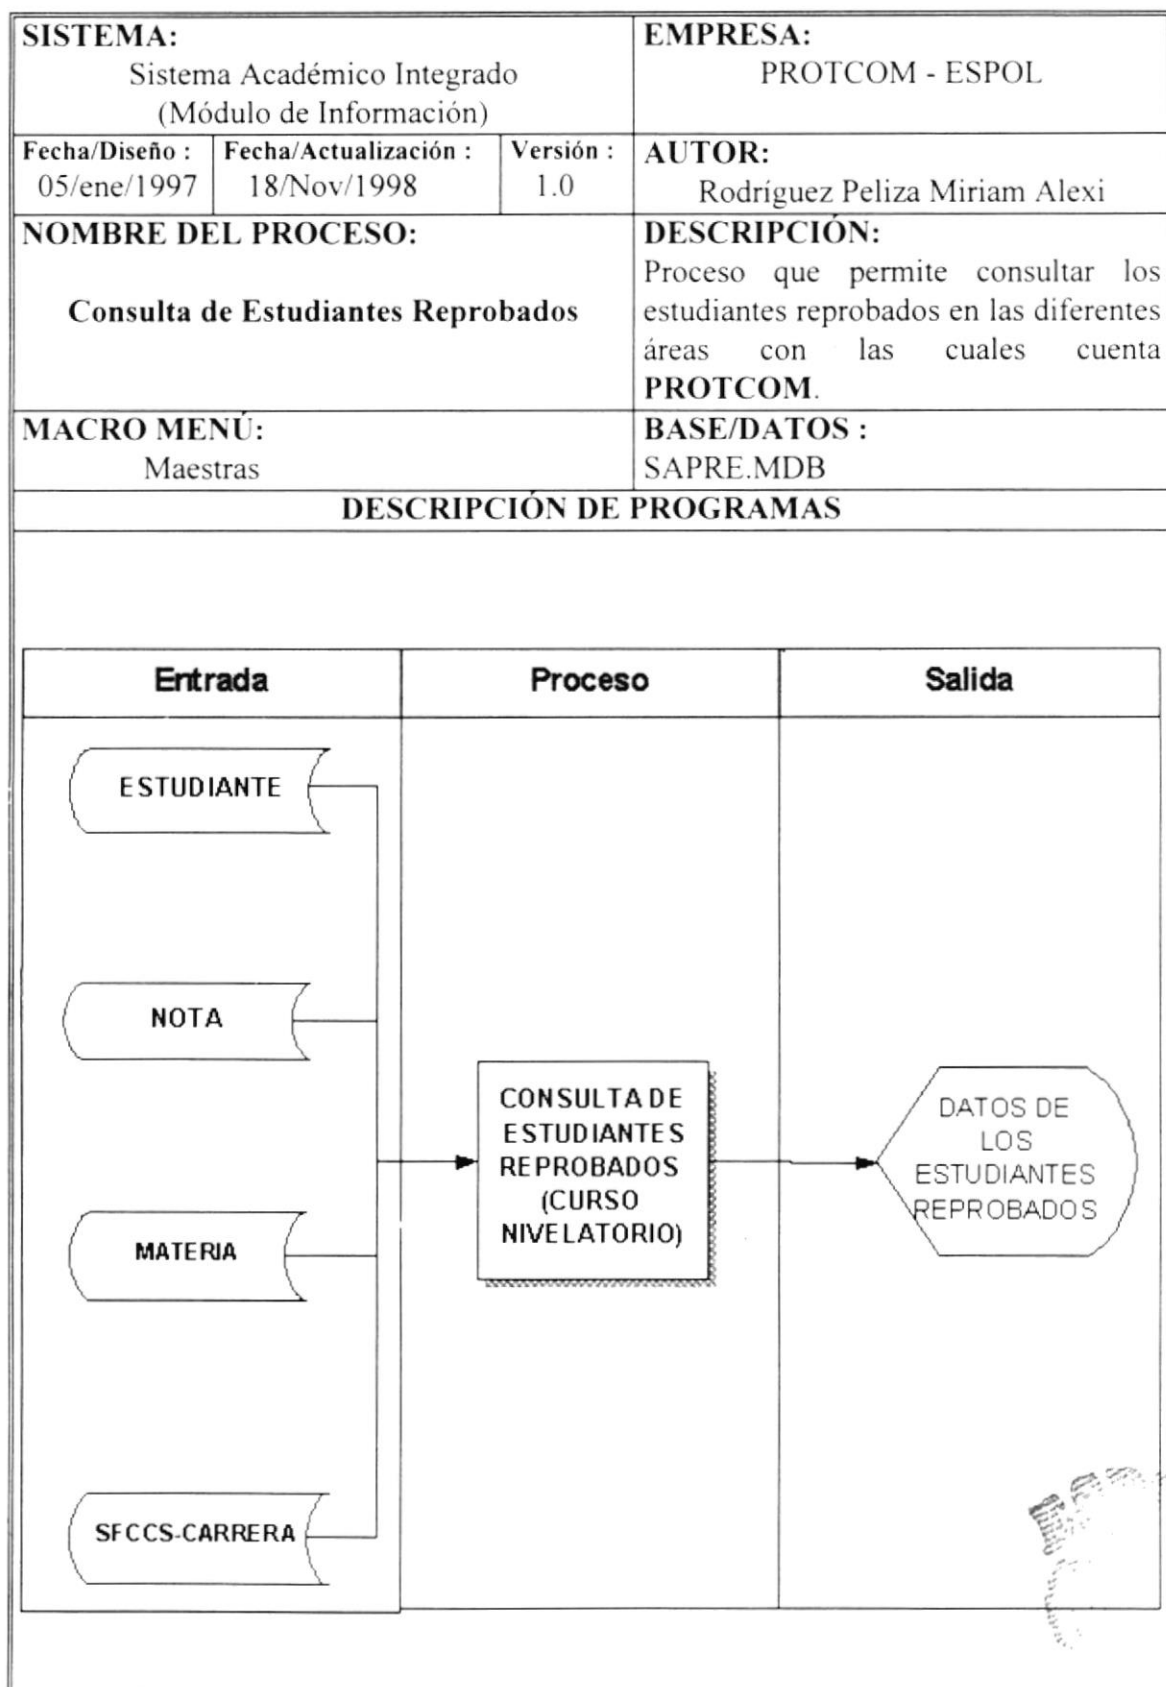 SISTEMA:
Sistema Académico Integrado
(Módulo de Información)
EMPRESA:
PROTCOM - ESPOL
Fecha/Diseño :
05/ene/1997
Fecha/Actualización :
18/Nov/1998
Versión :
1.0
AUTOR:
Rodríguez Peliza Miriam Alexi
NOMBRE DEL PROCESO:
Consulta de Estudiantes Reprobados
DESCRIPCIÓN:
Proceso que permite consultar los
estudiantes reprobados en las diferentes
áreas con las cuales cuenta
PROTCOM.
MACRO MENÚ:
Maestras
BASE/DATOS :
SAPRE.MDB
DESCRIPCIÓN DE PROGRAMAS
Entrada
Proceso
Salida
ESTUDIANTE
NOTA
MATERIA
SFCCS-CARRERA
CONSULTA DE
ESTUDIANTES
REPROBADOS
(CURSO
NIVELATORIO)
DATOS DE
LOS
ESTUDIANTES
REPROBADOS